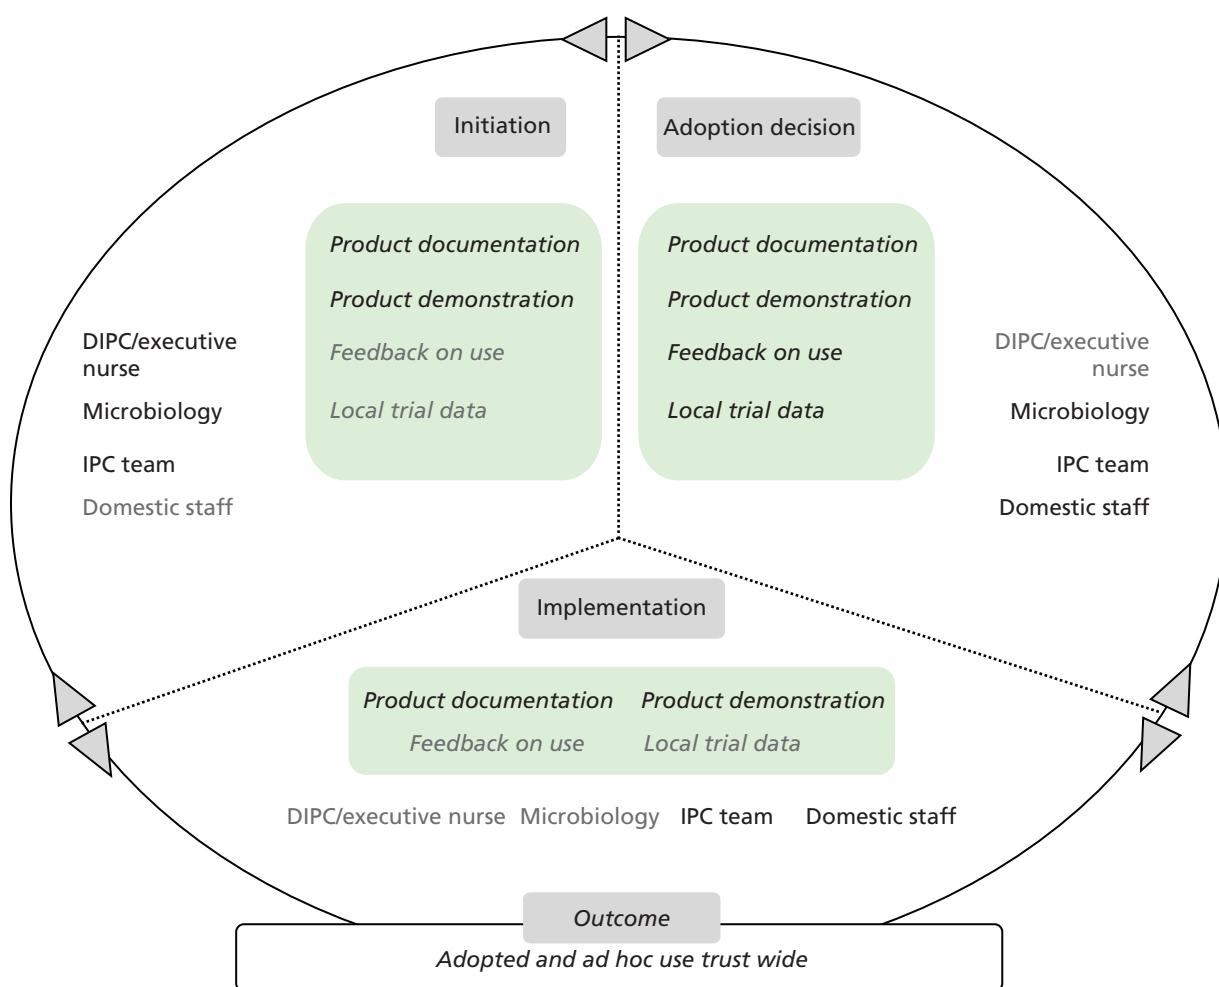 Initiation
Adoption decision
Product documentation
Product demonstration
Feedback on use
Local trial data
Product documentation
Product demonstration
Feedback on use
Local trial data
DIPC/executive
nurse
Microbiology
IPC team
Domestic staff
DIPC/executive
nurse
Microbiology
IPC team
Domestic staff
Implementation
Product documentation Product demonstration
Feedback on use Local trial data
DIPC/executive nurse Microbiology IPC team Domestic staff
Outcome
Adopted and ad hoc use trust wide